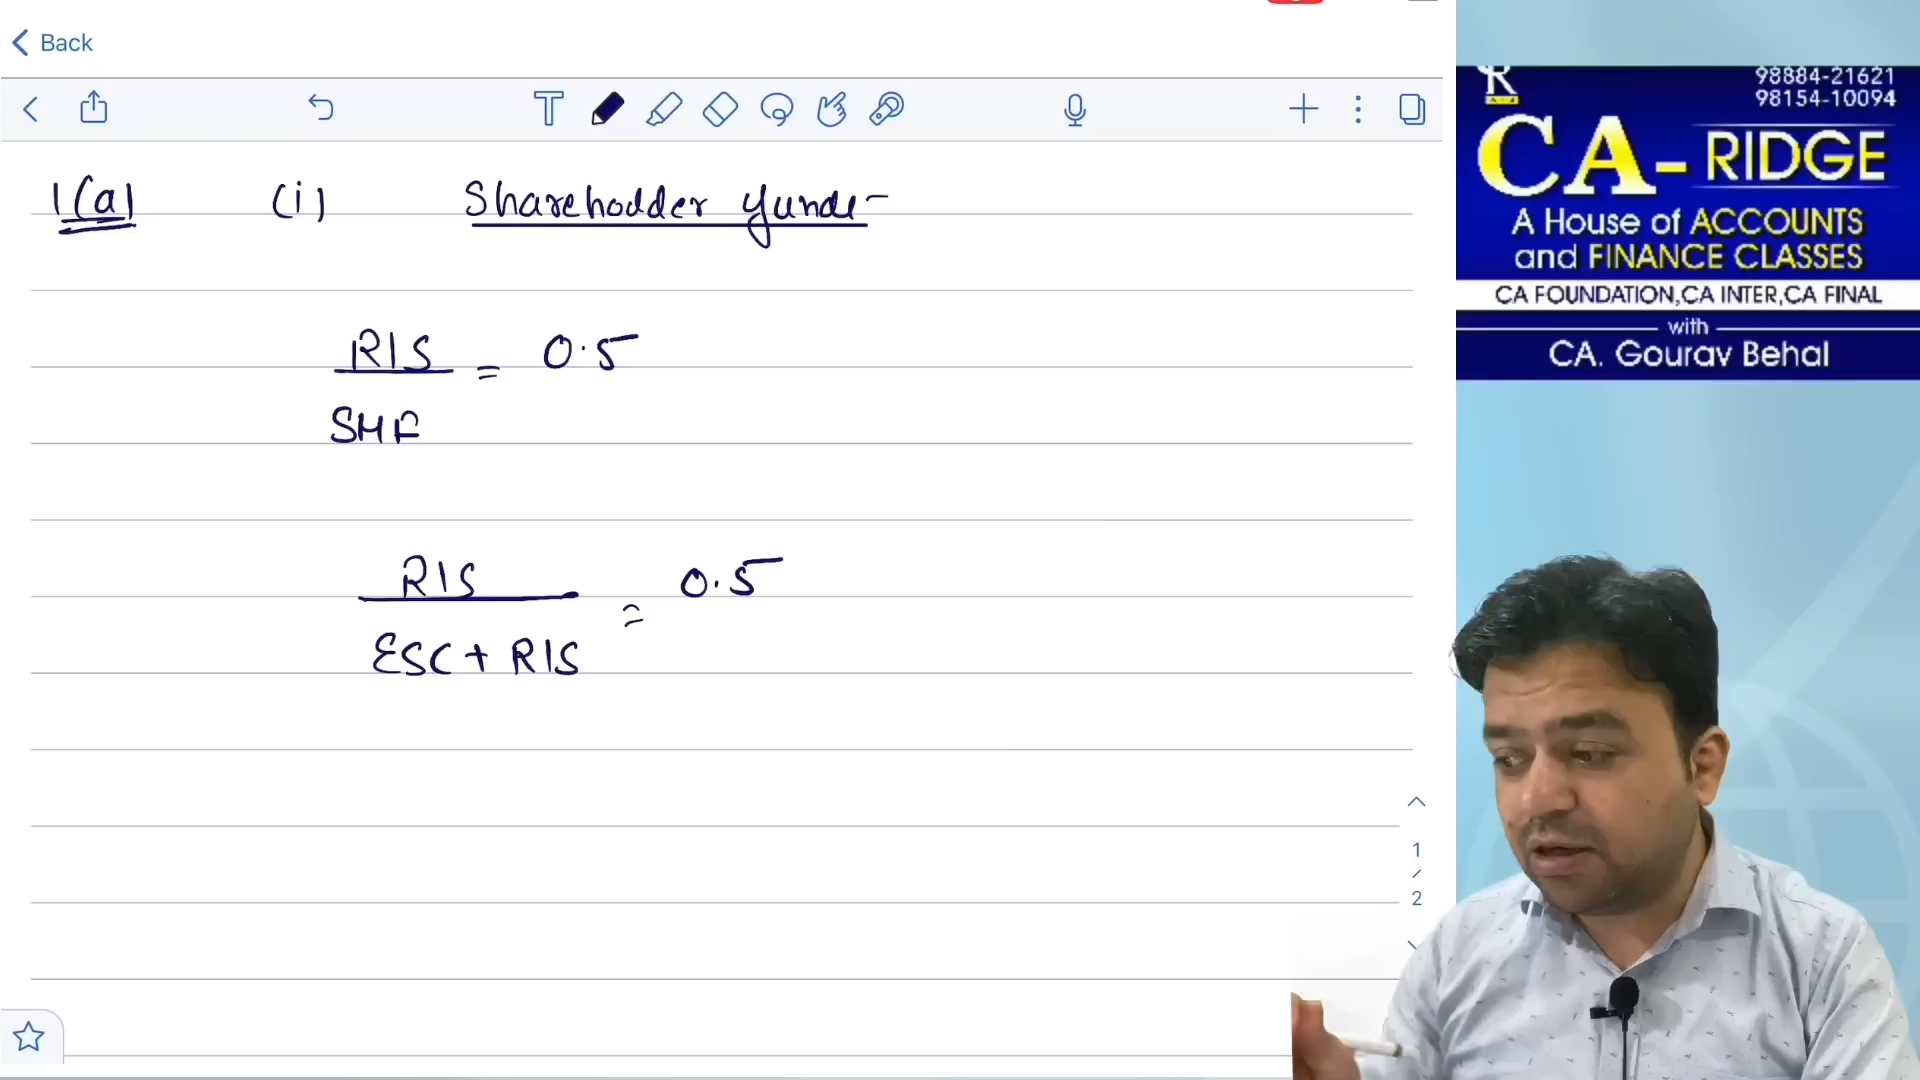 Back
98884-21621
98154-10094
CA-RIDGE
A House of ACCOUNTS
and FINANCE CLASSES
CA FOUNDATION,CA INTER,CA FINAL
with
CA. Gourav Behal
T
1(a) (i) Shareholder funds-
RIS = 0.5
SHF
RIS = 0.5
ESC + RIS
1
/
2